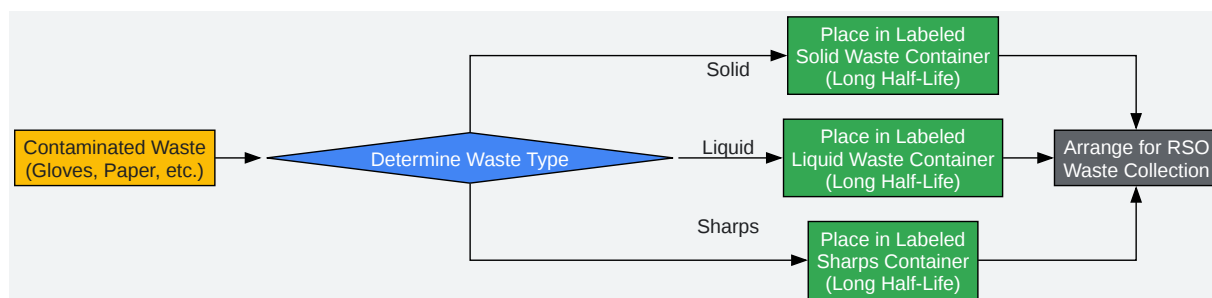 Contaminated Waste
(Gloves, Paper, etc.)
Determine Waste Type
Solid
Place in Labeled
Solid Waste Container
(Long Half-Life)
Liquid
Place in Labeled
Liquid Waste Container
(Long Half-Life)
Sharps
Place in Labeled
Sharps Container
(Long Half-Life)
Arrange for RSO
Waste Collection